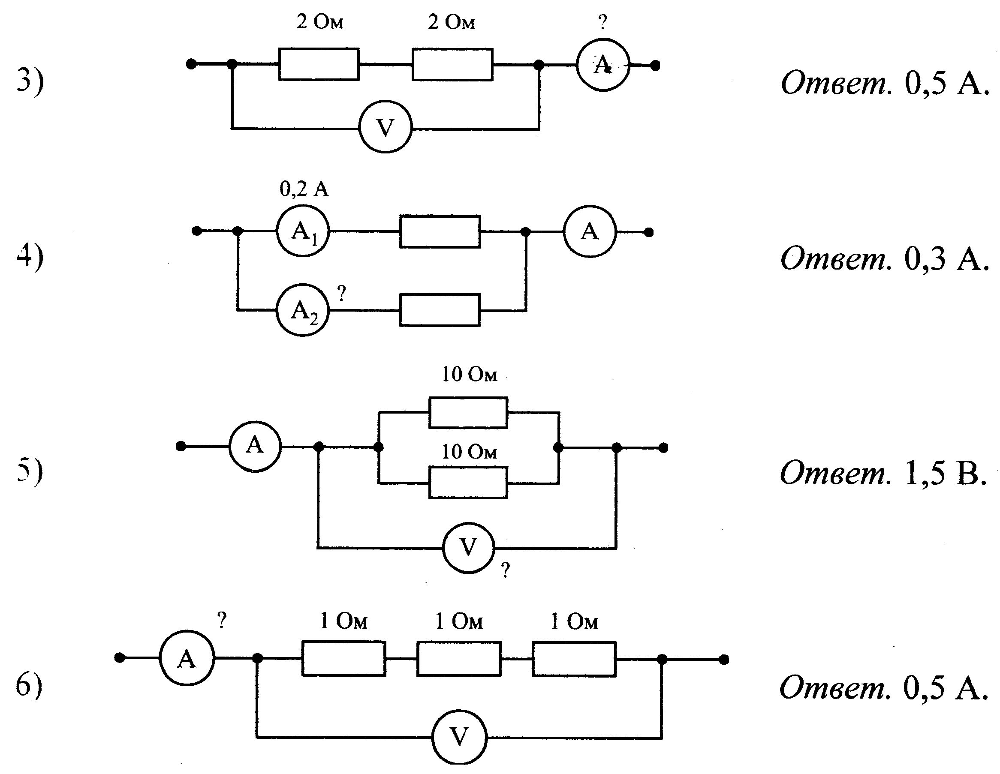 2 Ом 2 Ом ?
3) A Ответ. 0,5 А.
V
0,2 А
A1 A
4) Ответ. 0,3 А.
A2 ?
10 Ом
A 10 Ом
5) Ответ. 1,5 В.
V
?
? 1 Ом 1 Ом 1 Ом
A
6) Ответ. 0,5 А.
V